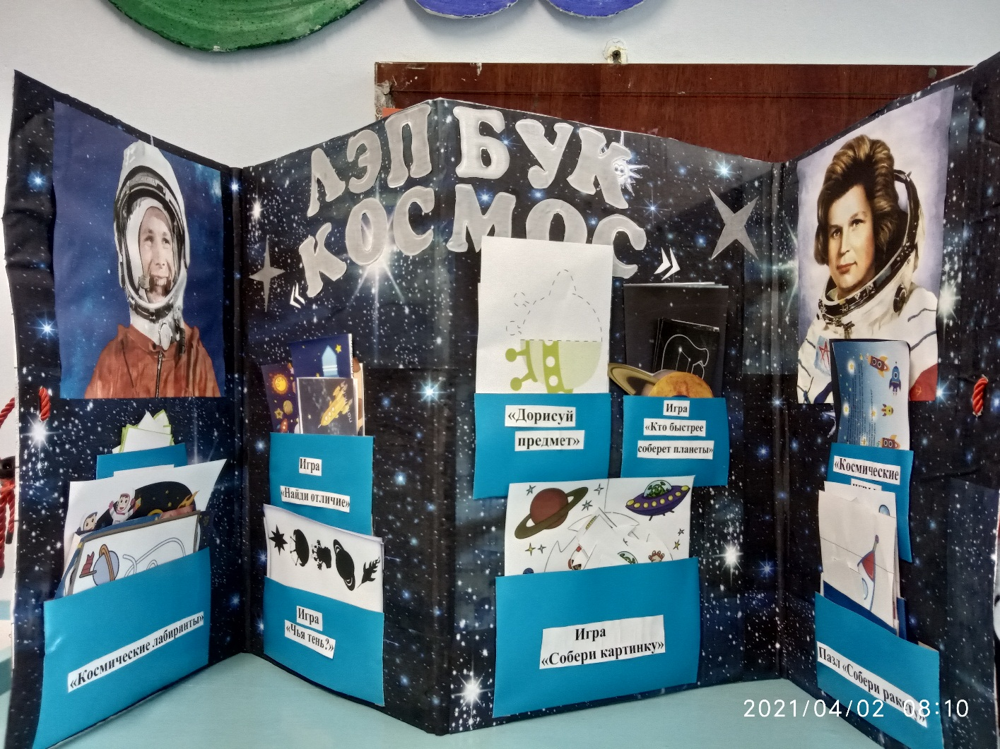 ЛЭПБУК
«КОСМОС»
«Дорисуй
предмет»
Игра
«Кто быстрее
соберет планеты»
Игра
«Найди отличие»
«Космические
Игра
«Чья тень?»
Игра
«Собери картинку»
«Космические лабиринты»
Пазл «Собери ракету»
2021/04/02 08:10